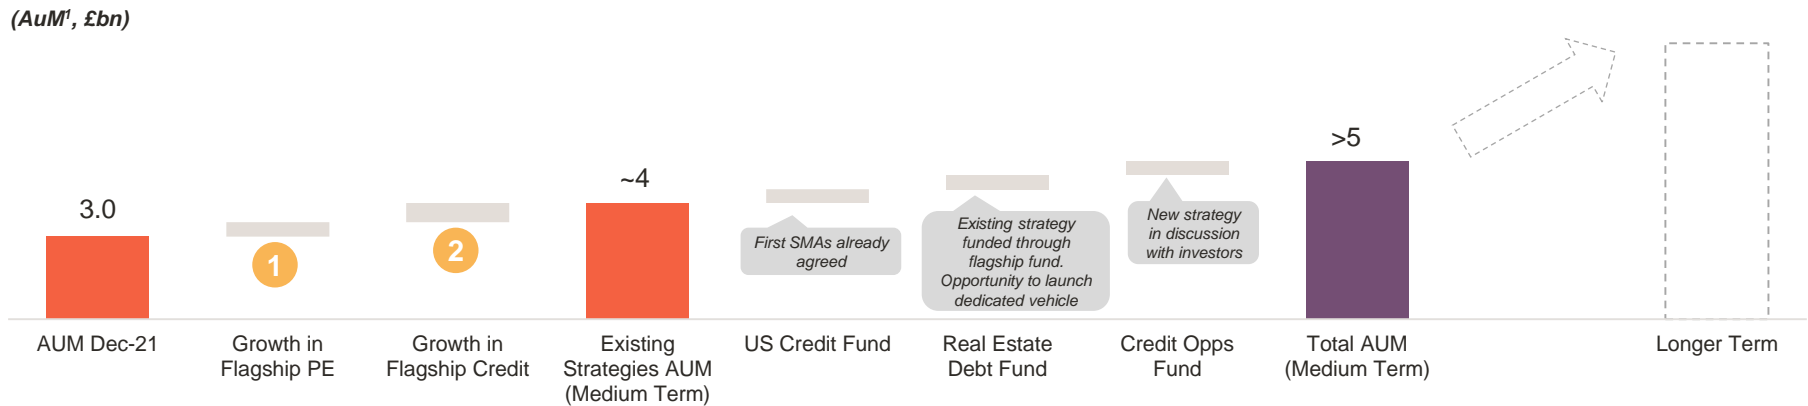 (AuM¹, £bn)
3.0
1
2
~4
First SMAs already
agreed
Existing strategy
funded through
flagship fund.
Opportunity to launch
dedicated vehicle
New strategy
in discussion
with investors
>5
AUM Dec-21
Growth in
Flagship PE
Growth in
Flagship Credit
Existing
Strategies AUM
(Medium Term)
US Credit Fund
Real Estate
Debt Fund
Credit Opps
Fund
Total AUM
(Medium Term)
Longer Term